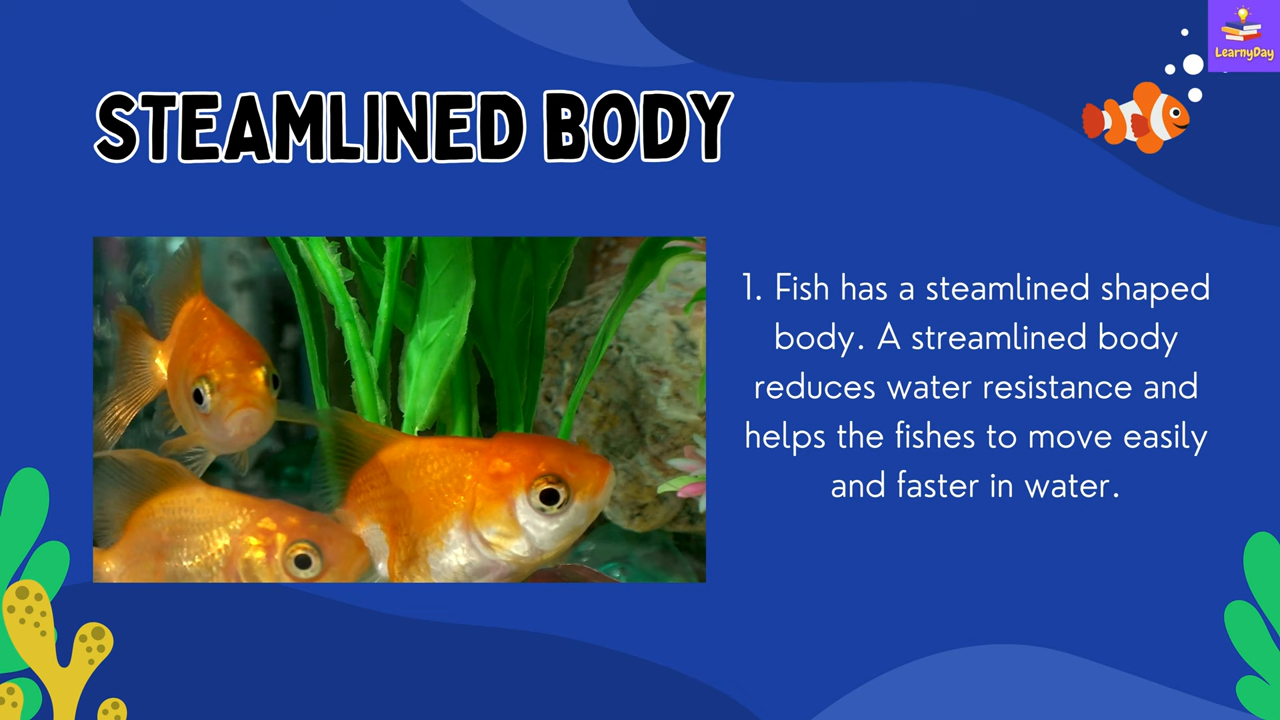 LearnyDay
STEAMLINED BODY
1. Fish has a steamlined shaped
body. A streamlined body
reduces water resistance and
helps the fishes to move easily
and faster in water.